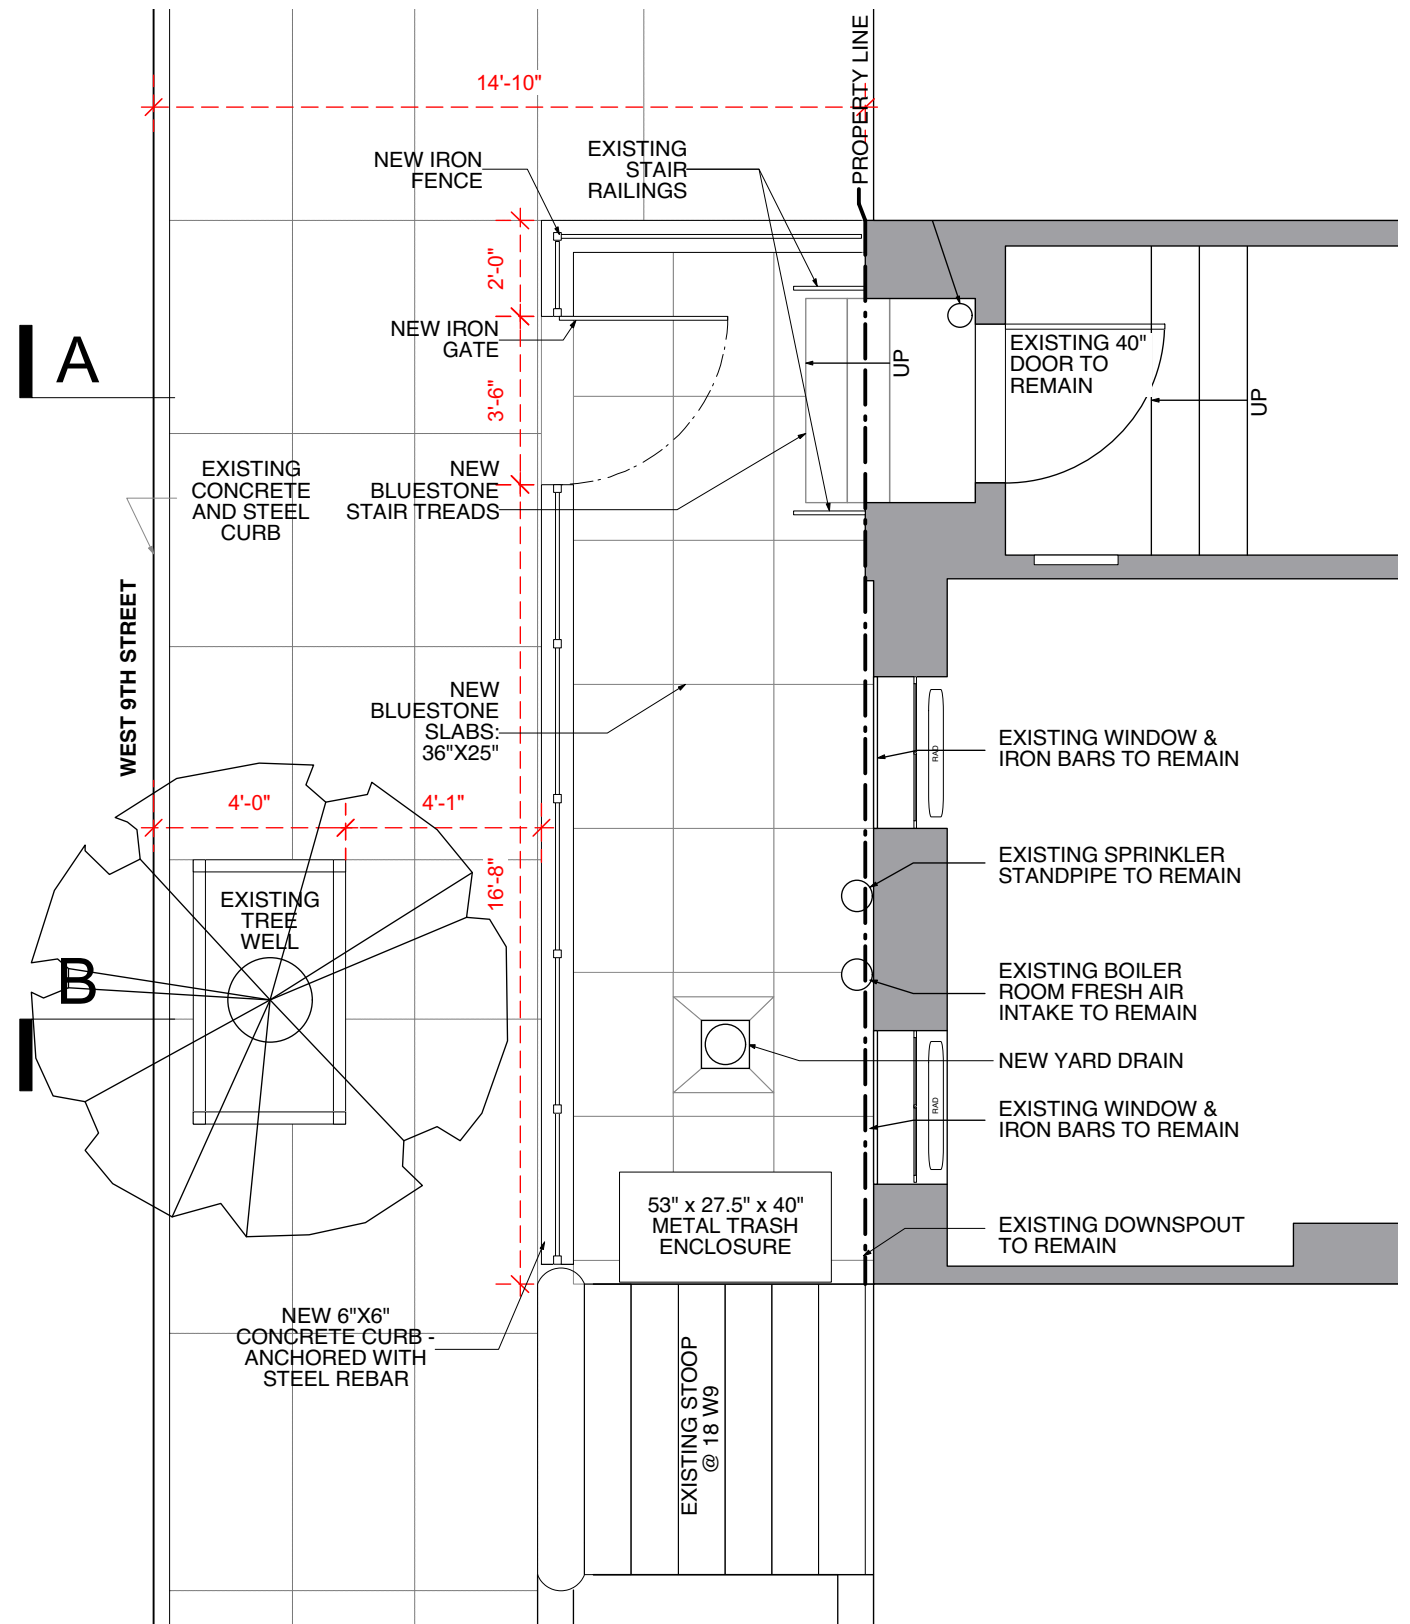 14'-10"
PROPERTY LINE
NEW IRON
FENCE
EXISTING
STAIR
RAILINGS
2'-0"
NEW IRON
GATE
A
3'-6"
UP
EXISTING 40"
DOOR TO
REMAIN
UP
EXISTING
CONCRETE
AND STEEL
CURB
NEW
BLUESTONE
STAIR TREADS
WEST 9TH STREET
NEW
BLUESTONE
SLABS:
36"X25"
RAD
EXISTING WINDOW &
IRON BARS TO REMAIN
4'-0"
4'-1"
16'-8"
EXISTING SPRINKLER
STANDPIPE TO REMAIN
EXISTING
TREE
WELL
B
EXISTING BOILER
ROOM FRESH AIR
INTAKE TO REMAIN
NEW YARD DRAIN
RAD
EXISTING WINDOW &
IRON BARS TO REMAIN
53" x 27.5" x 40"
METAL TRASH
ENCLOSURE
EXISTING DOWNSPOUT
TO REMAIN
NEW 6"X6"
CONCRETE CURB -
ANCHORED WITH
STEEL REBAR
EXISTING STOOP
@ 18 W9